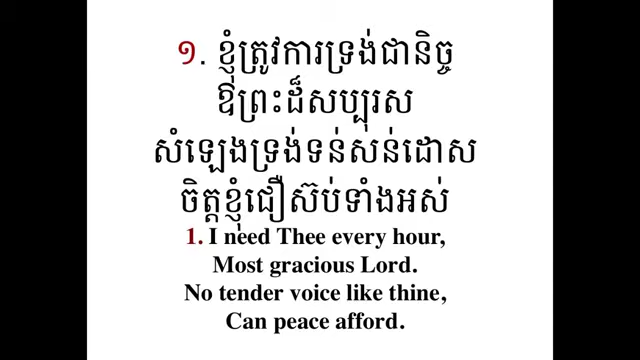 ១. ខ្ញុំត្រូវការទ្រង់ជានិច្ច
ឱព្រះដ៏សប្បុរស
សំឡេងទ្រង់ទន់សន់ដោស
ចិត្តខ្ញុំជឿស៊ប់ទាំងអស់
1. I need Thee every hour,
Most gracious Lord.
No tender voice like thine,
Can peace afford.